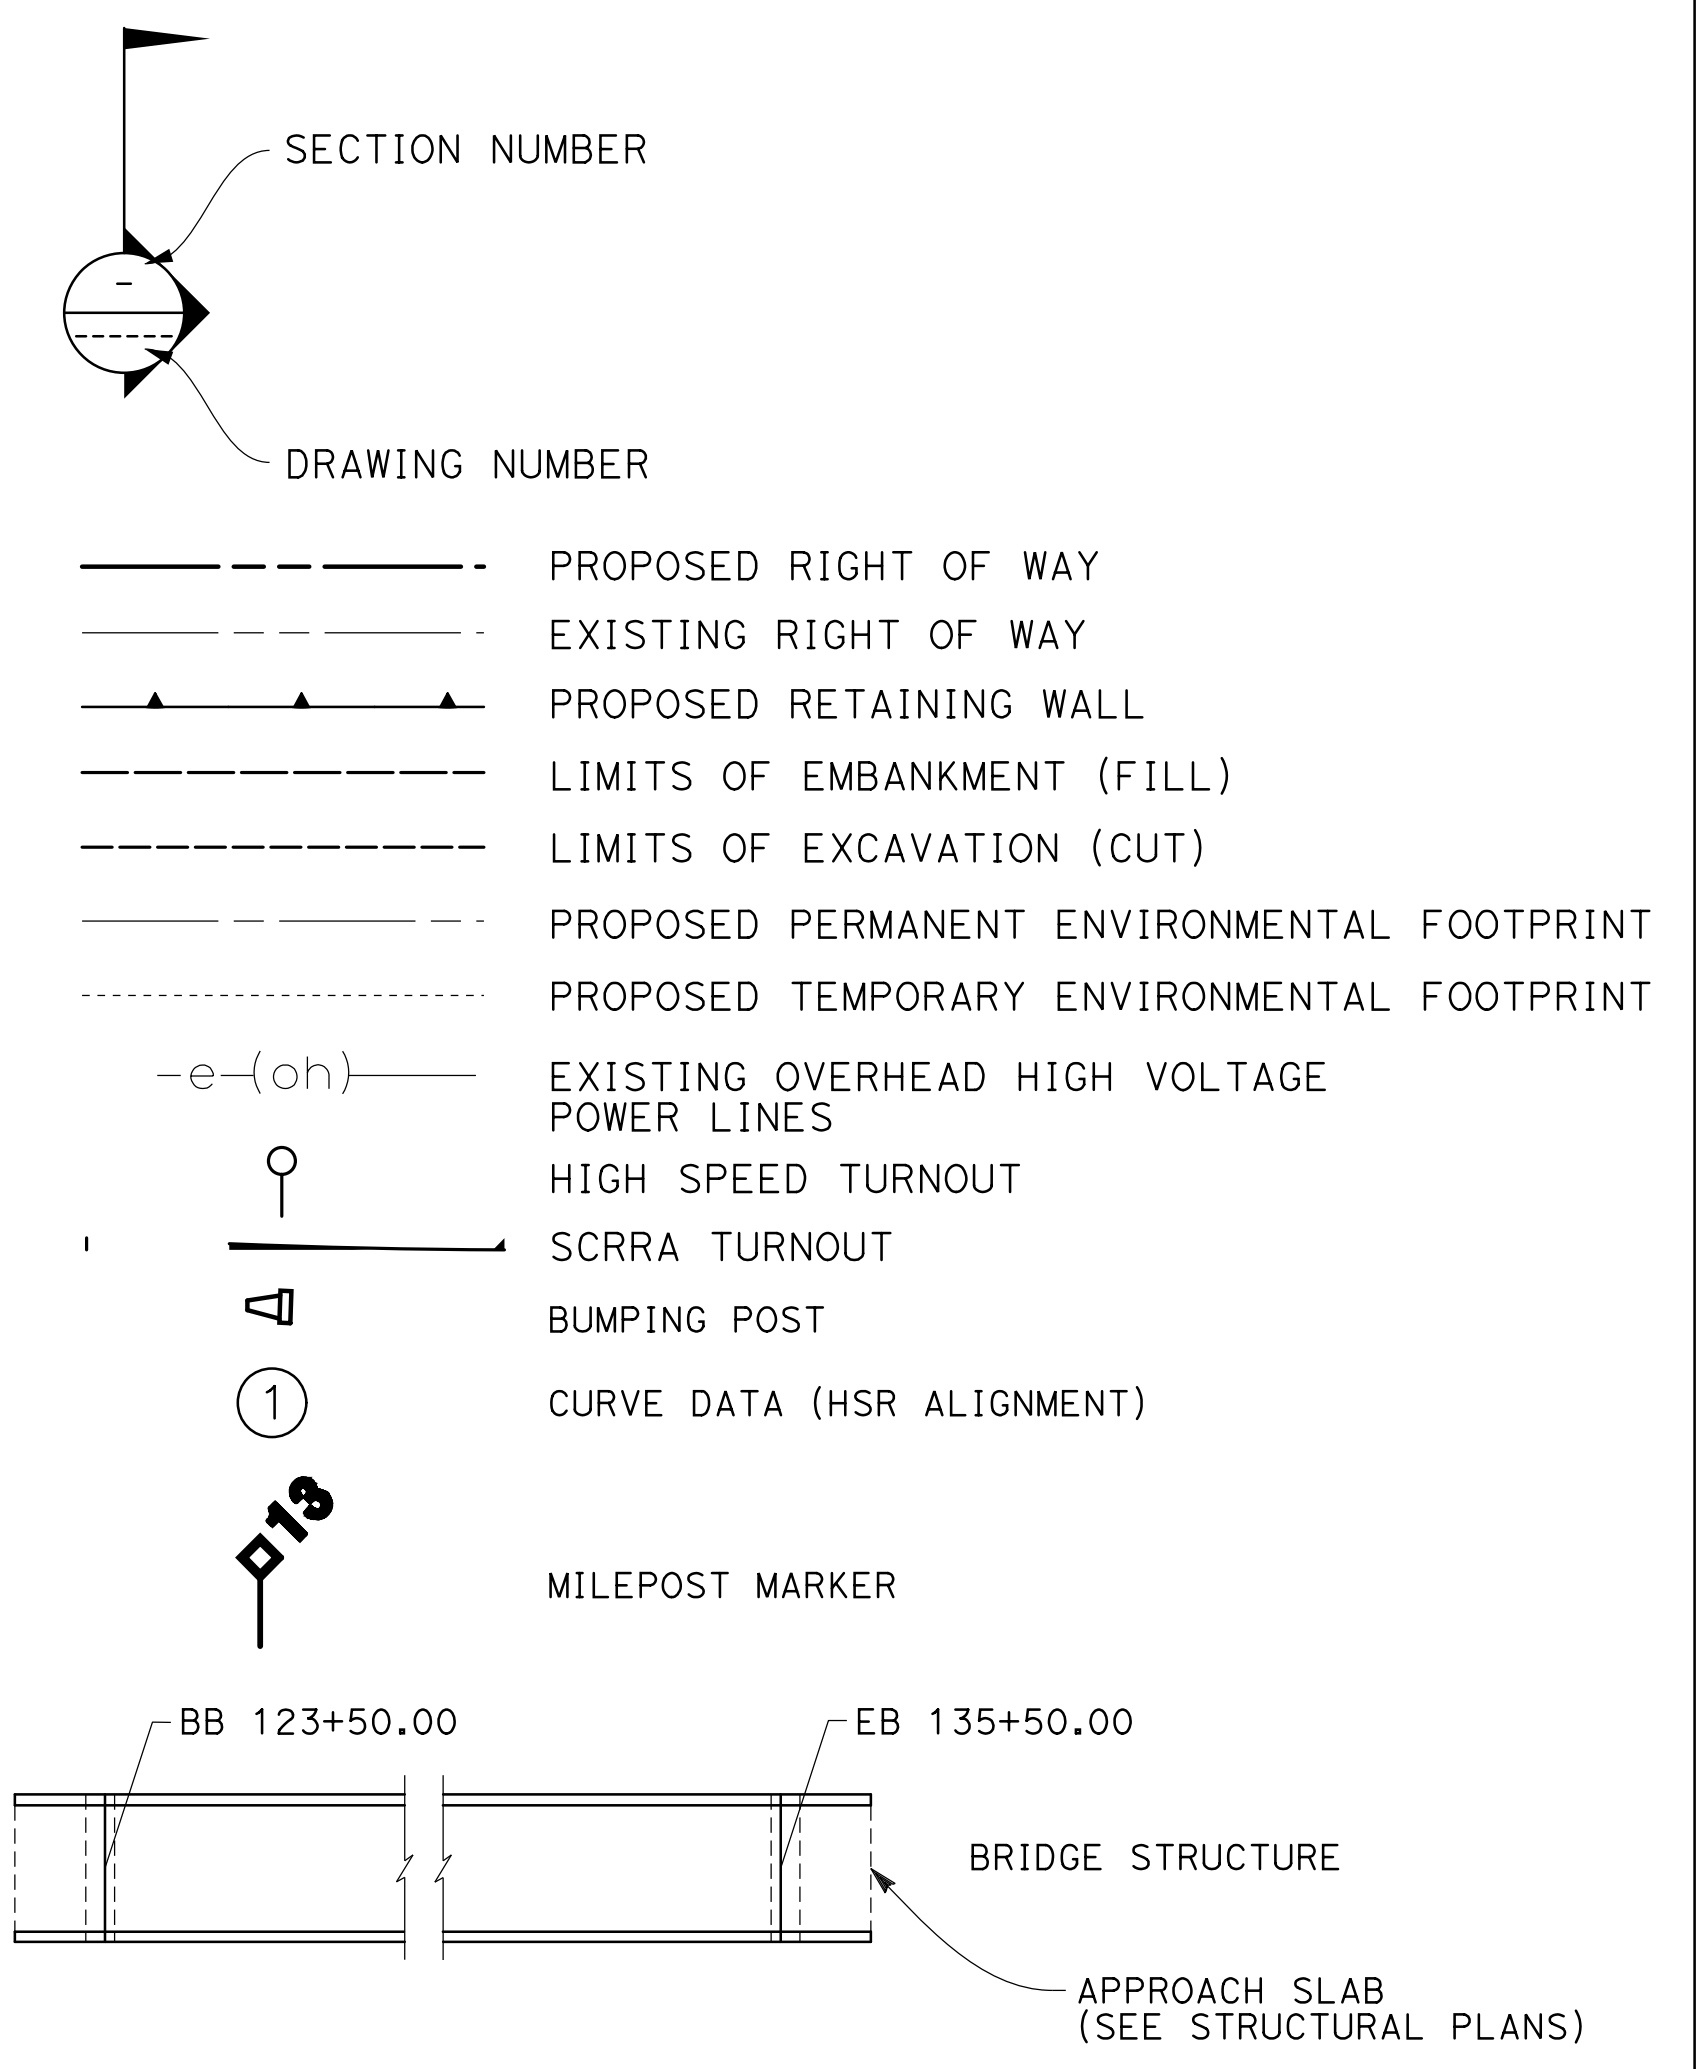 SECTION NUMBER
DRAWING NUMBER
PROPOSED RIGHT OF WAY
EXISTING RIGHT OF WAY
PROPOSED RETAINING WALL
LIMITS OF EMBANKMENT (FILL)
LIMITS OF EXCAVATION (CUT)
PROPOSED PERMANENT ENVIRONMENTAL FOOTPRINT
PROPOSED TEMPORARY ENVIRONMENTAL FOOTPRINT
e (oh) EXISTING OVERHEAD HIGH VOLTAGE
POWER LINES
HIGH SPEED TURNOUT
SCRRA TURNOUT
BUMPING POST
1 CURVE DATA (HSR ALIGNMENT)
13
MILEPOST MARKER
BB 123+50.00 EB 135+50.00
BRIDGE STRUCTURE
APPROACH SLAB
(SEE STRUCTURAL PLANS)